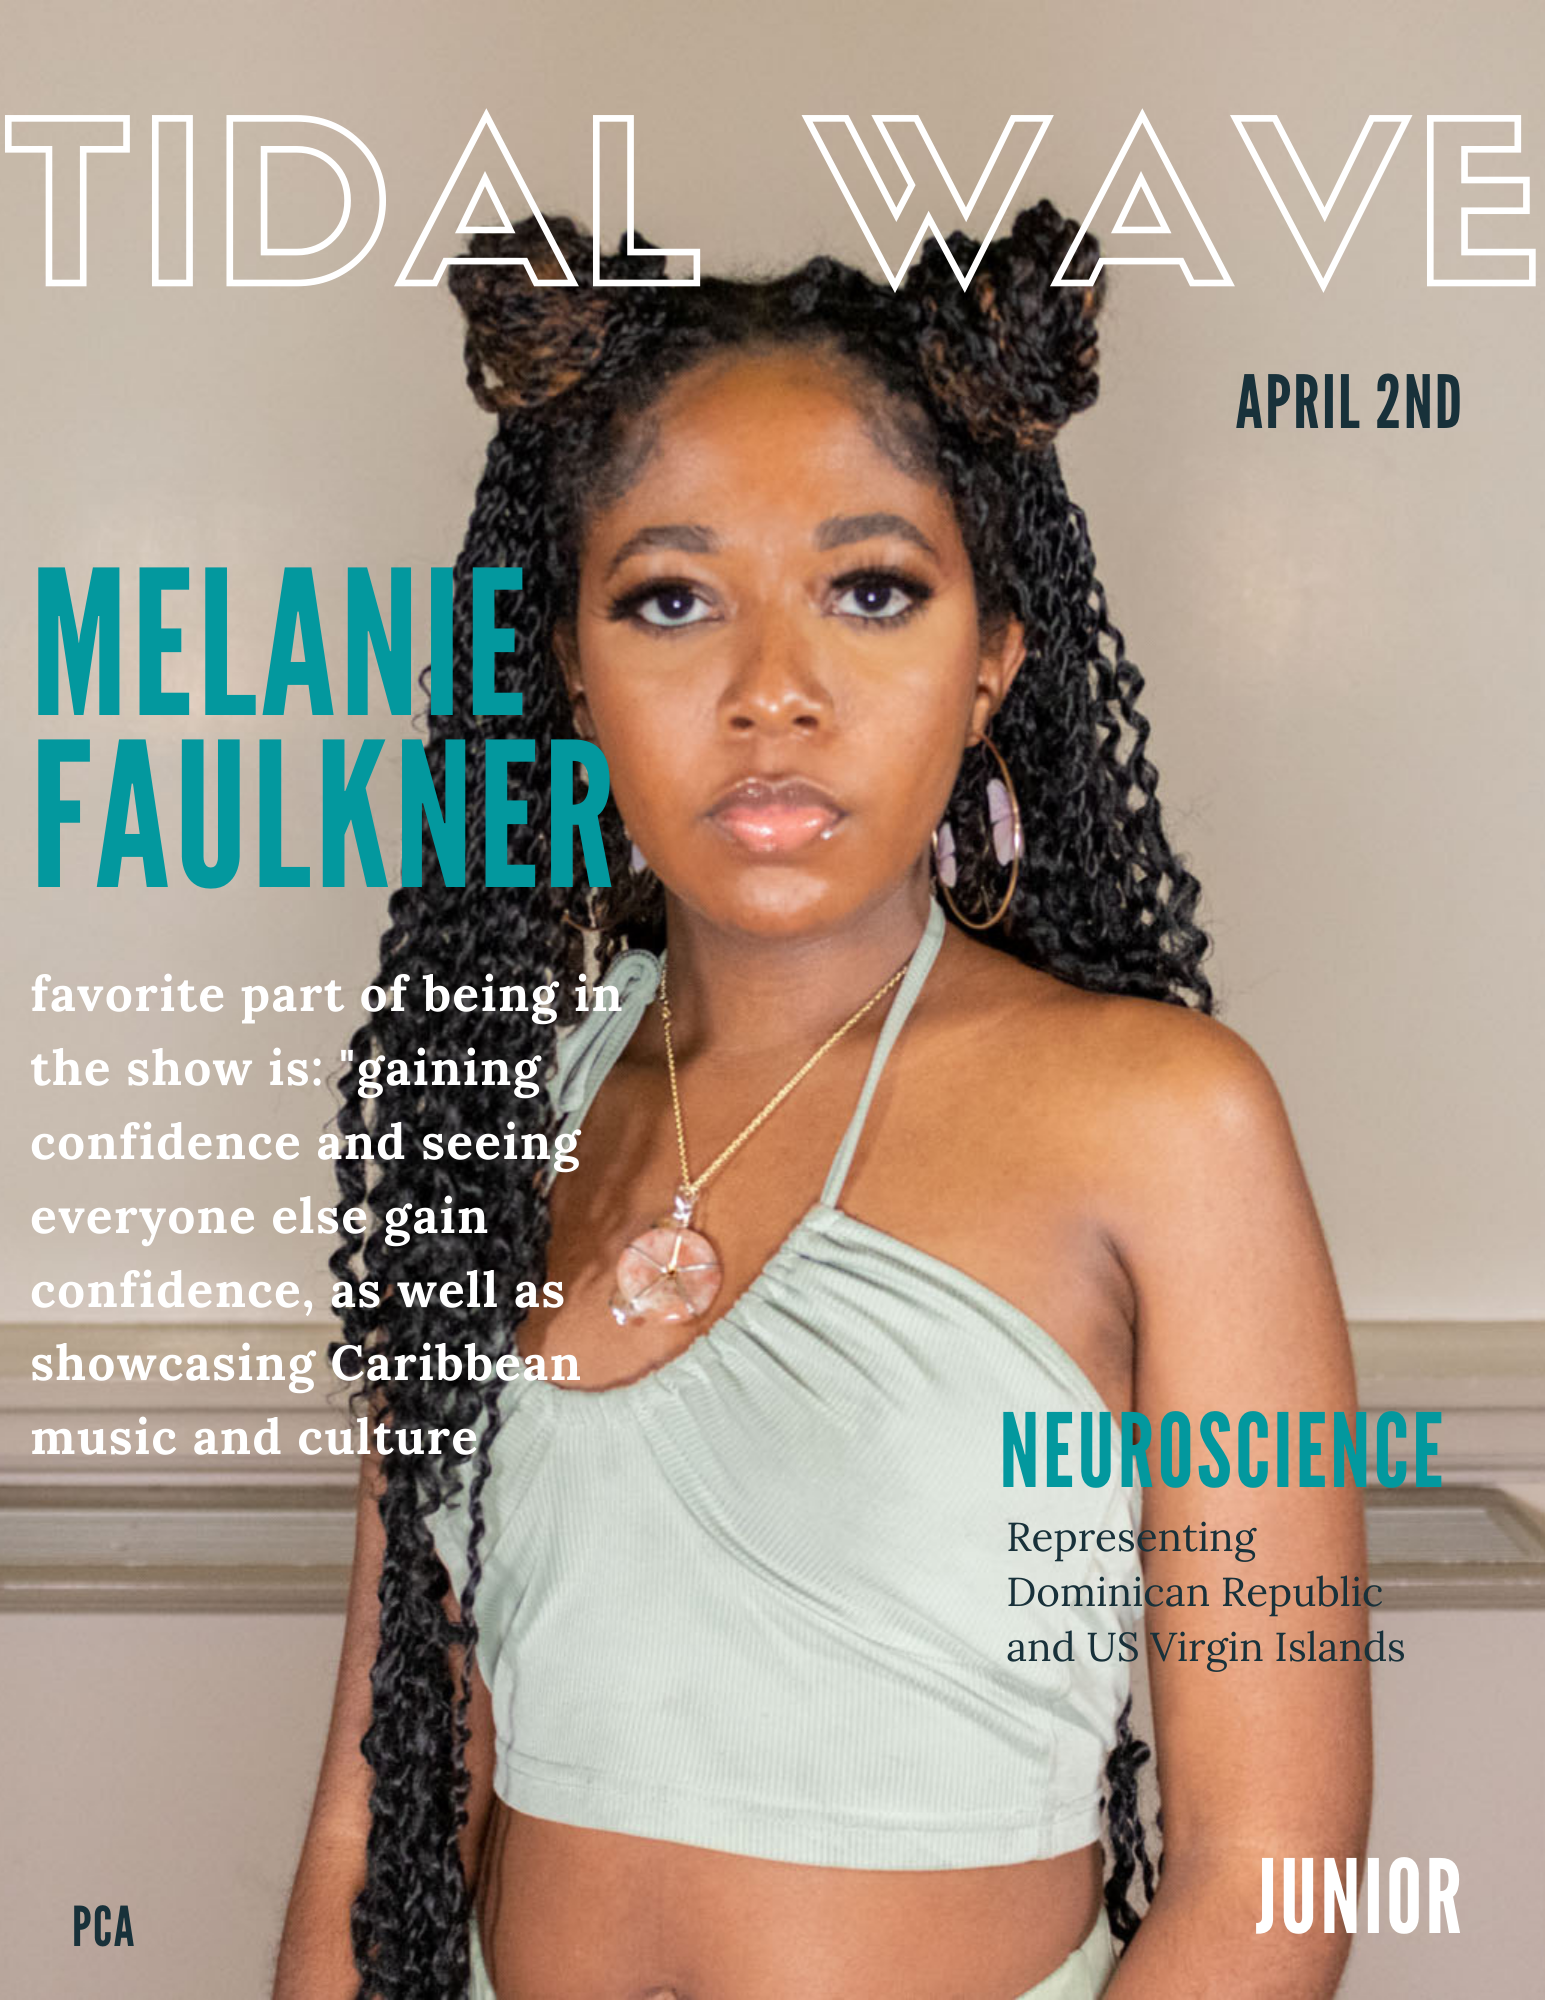 TIDAL WAVE
APRIL 2ND
MELANIE
FAULKNER
favorite part of being in
the show is: "gaining
confidence and seeing
everyone else gain
confidence, as well as
showcasing Caribbean
music and culture
NEUROSCIENCE
Representing
Dominican Republic
and US Virgin Islands
JUNIOR
PCA